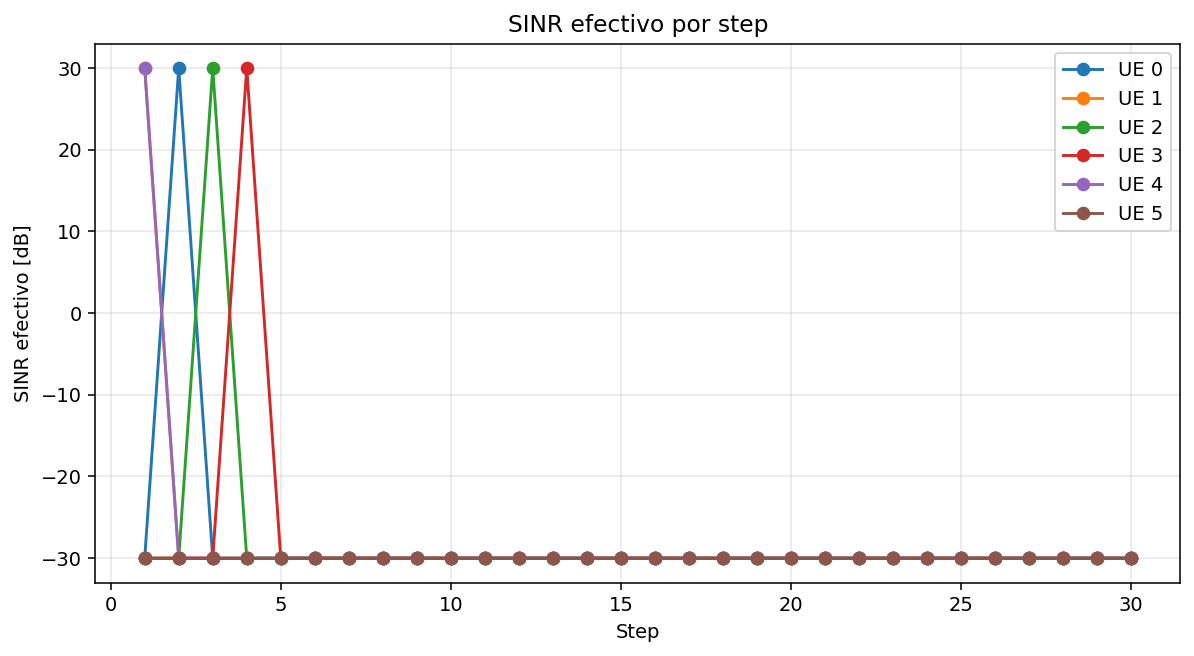 SINR efectivo por step
SINR efectivo [dB]
30
20
10
0
−10
−20
−30
0
5
10
15
20
25
30
Step
UE 0
UE 1
UE 2
UE 3
UE 4
UE 5